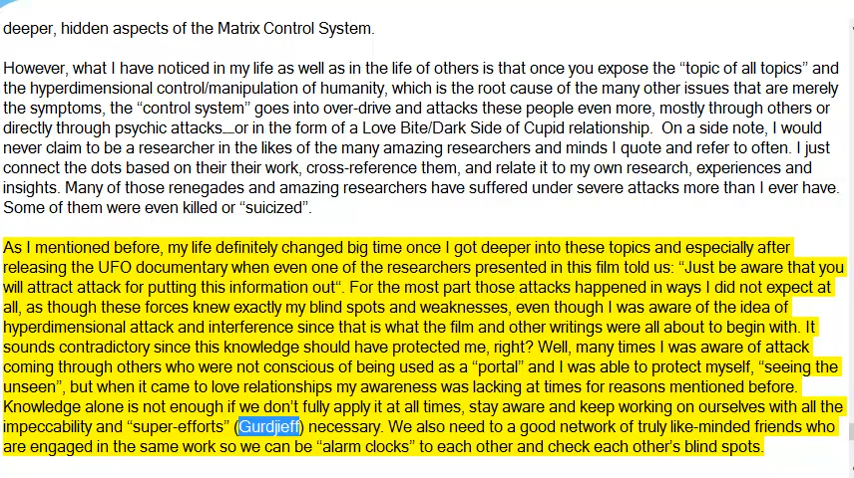 deeper, hidden aspects of the Matrix Control System.
However, what I have noticed in my life as well as in the life of others is that once you expose the “topic of all topics” and
the hyperdimensional control/manipulation of humanity, which is the root cause of the many other issues that are merely
the symptoms, the “control system” goes into over-drive and attacks these people even more, mostly through others or
directly through psychic attacks—or in the form of a Love Bite/Dark Side of Cupid relationship.  On a side note, I would
never claim to be a researcher in the likes of the many amazing researchers and minds I quote and refer to often. I just
connect the dots based on their their work, cross-reference them, and relate it to my own research, experiences and
insights. Many of those renegades and amazing researchers have suffered under severe attacks more than I ever have.
Some of them were even killed or “suicized”.
As I mentioned before, my life definitely changed big time once I got deeper into these topics and especially after
releasing the UFO documentary when even one of the researchers presented in this film told us: “Just be aware that you
will attract attack for putting this information out“. For the most part those attacks happened in ways I did not expect at
all, as though these forces knew exactly my blind spots and weaknesses, even though I was aware of the idea of
hyperdimensional attack and interference since that is what the film and other writings were all about to begin with. It
sounds contradictory since this knowledge should have protected me, right? Well, many times I was aware of attack
coming through others who were not conscious of being used as a “portal” and I was able to protect myself, “seeing the
unseen”, but when it came to love relationships my awareness was lacking at times for reasons mentioned before.
Knowledge alone is not enough if we don’t fully apply it at all times, stay aware and keep working on ourselves with all the
impeccability and “super-efforts” (Gurdjieff) necessary. We also need to a good network of truly like-minded friends who
are engaged in the same work so we can be “alarm clocks” to each other and check each other’s blind spots.